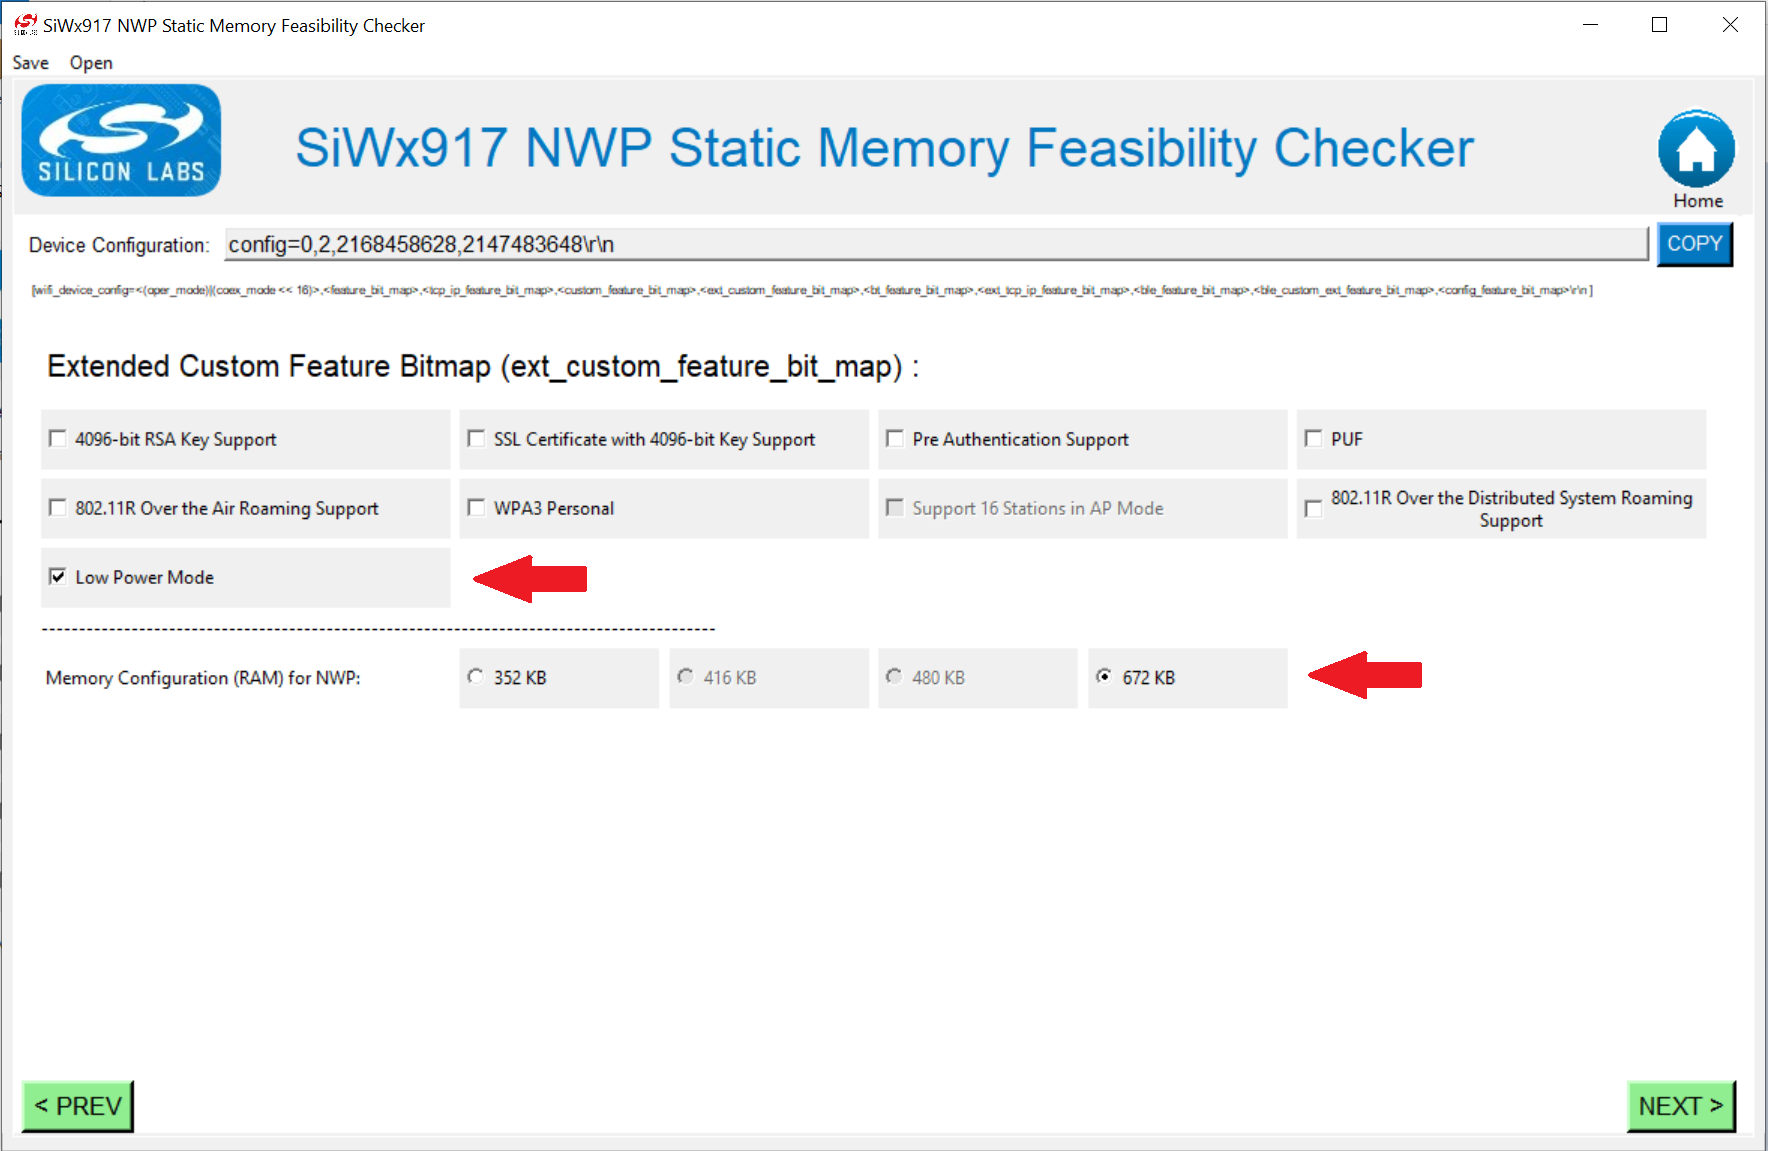 SiWx917 NWP Static Memory Feasibility Checker
Save Open
SILICON LABS
SiWx917 NWP Static Memory Feasibility Checker
Home
Device Configuration: config=0,2,2168458628,2147483648\r\n COPY
[wifi_device_config=<(oper_mode)|(coex_mode << 16)>,<feature_bit_map>,<tcp_ip_feature_bit_map>,<custom_feature_bit_map>,<ext_custom_feature_bit_map>,<bt_feature_bit_map>,<ext_tcp_ip_feature_bit_map>,<ble_feature_bit_map>,<ble_custom_ext_feature_bit_map>,<config_feature_bit_map>\r\n ]
Extended Custom Feature Bitmap (ext_custom_feature_bit_map) :
4096-bit RSA Key Support
SSL Certificate with 4096-bit Key Support
Pre Authentication Support
PUF
802.11R Over the Air Roaming Support
WPA3 Personal
Support 16 Stations in AP Mode
802.11R Over the Distributed System Roaming
Support
Low Power Mode
------------------------------------------------------------------------------------------
Memory Configuration (RAM) for NWP: 352 KB 416 KB 480 KB 672 KB
< PREV
NEXT >